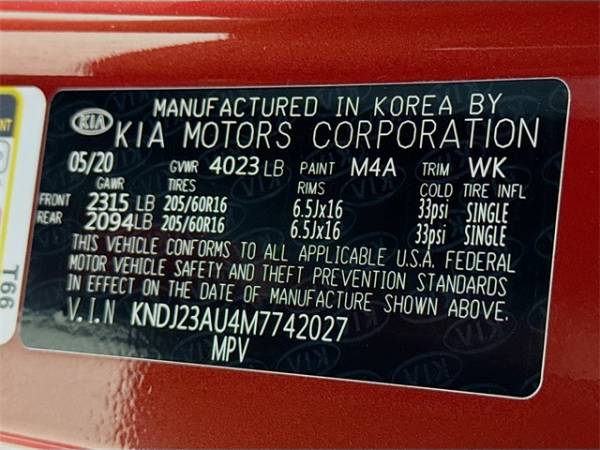 MANUFACTURED IN KOREA BY
KIA KIA MOTORS CORPORATION
05/20 GVWR 4023 LB PAINT M4A TRIM WK
GAWR TIRES RIMS COLD TIRE INFL
FRONT 2315 LB 205/60R16 6.5Jx16 33psi SINGLE
REAR 2094LB 205/60R16 6.5Jx16 33psi SINGLE
THIS VEHICLE CONFORMS TO ALL APPLICABLE U.S.A. FEDERAL
MOTOR VEHICLE SAFETY AND THEFT PREVENTION STANDARDS
IN EFFECT ON THE DATE OF MANUFACTURE SHOWN ABOVE.
V.I.N KNDJ23AU4M7742027
MPV
T66